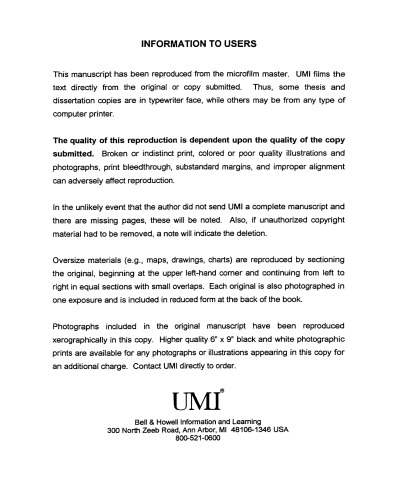 INFORMATION TO USERS
This manuscript has been reproduced from the microfilm master. UMI films the
text directly from the original or copy submitted. Thus, some thesis and
dissertation copies are in typewriter face, while others may be from any type of
computer printer.
The quality of this reproduction is dependent upon the quality of the copy
submitted. Broken or indistinct print, colored or poor quality illustrations and
photographs, print bleedthrough, substandard margins, and improper alignment
can adversely affect reproduction.
In the unlikely event that the author did not send UMI a complete manuscript and
there are missing pages, these will be noted. Also, if unauthorized copyright
material had to be removed, a note will indicate the deletion.
Oversize materials (e.g., maps, drawings, charts) are reproduced by sectioning
the original, beginning at the upper left-hand corner and continuing from left to
right in equal sections with small overlaps. Each original is also photographed in
one exposure and is included in reduced form at the back of the book.
Photographs included in the original manuscript have been reproduced
xerographically in this copy. Higher quality 6" x 9" black and white photographic
prints are available for any photographs or illustrations appearing in this copy for
an additional charge. Contact UMI directly to order.
UMI®
Bell & Howell Information and Learning
300 North Zeeb Road, Ann Arbor, MI 48106-1346 USA
800-521-0600